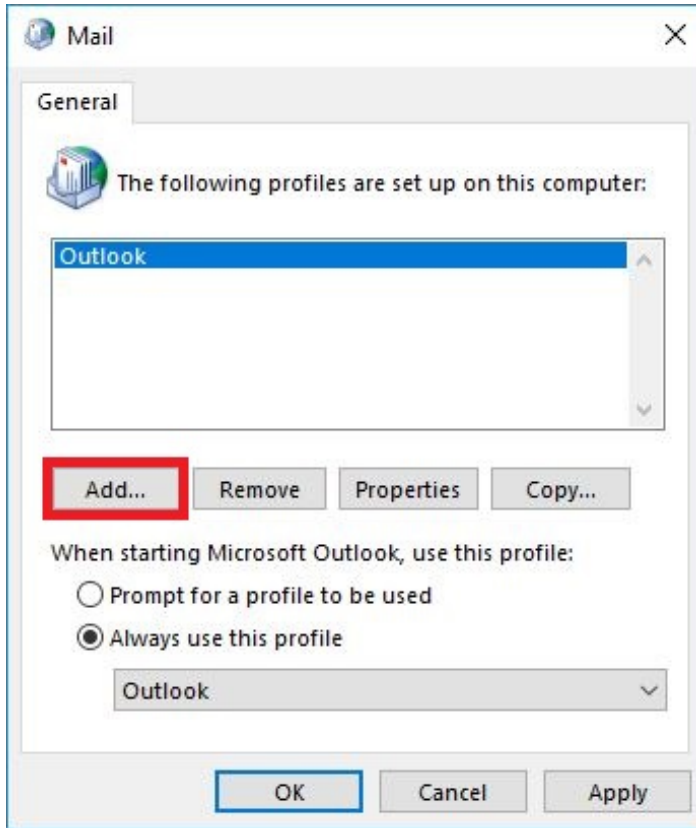 Mail
General
The following profiles are set up on this computer:
Outlook
Add... Remove Properties Copy...
When starting Microsoft Outlook, use this profile:
Prompt for a profile to be used
Always use this profile
Outlook
OK Cancel Apply